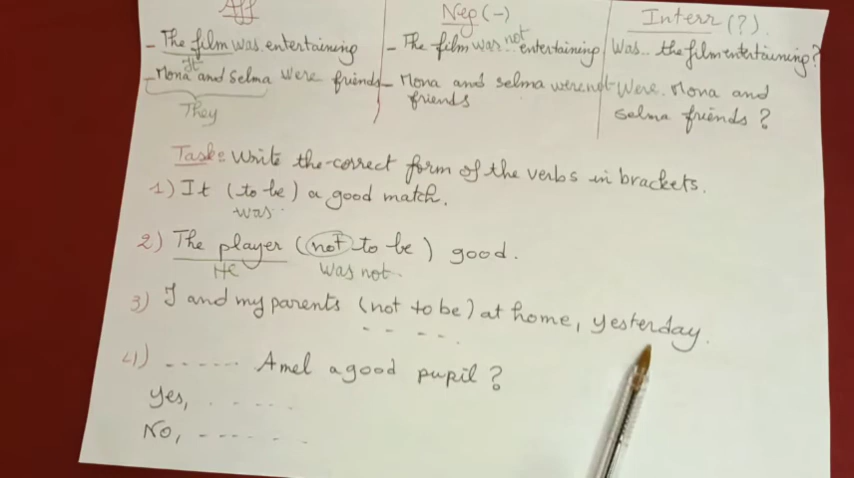 Aff
Neg (-)
Interr (?).
- The film was entertaining
It
- Mona and Selma were friends
They
- The film was not entertaining
- Mona and selma were not
friends
Was.. the film entertaining?
Were. Mona and
selma friends ?
Task: Write the correct form of the verbs in brackets.
1) It (to be) a good match.
was..
2) The player (not to be) good.
He was not.
3) I and my parents (not to be) at home, yesterday.
- - - - .
4) ...... Amel a good pupil ?
Yes, . - - - -
No, - - - - - -